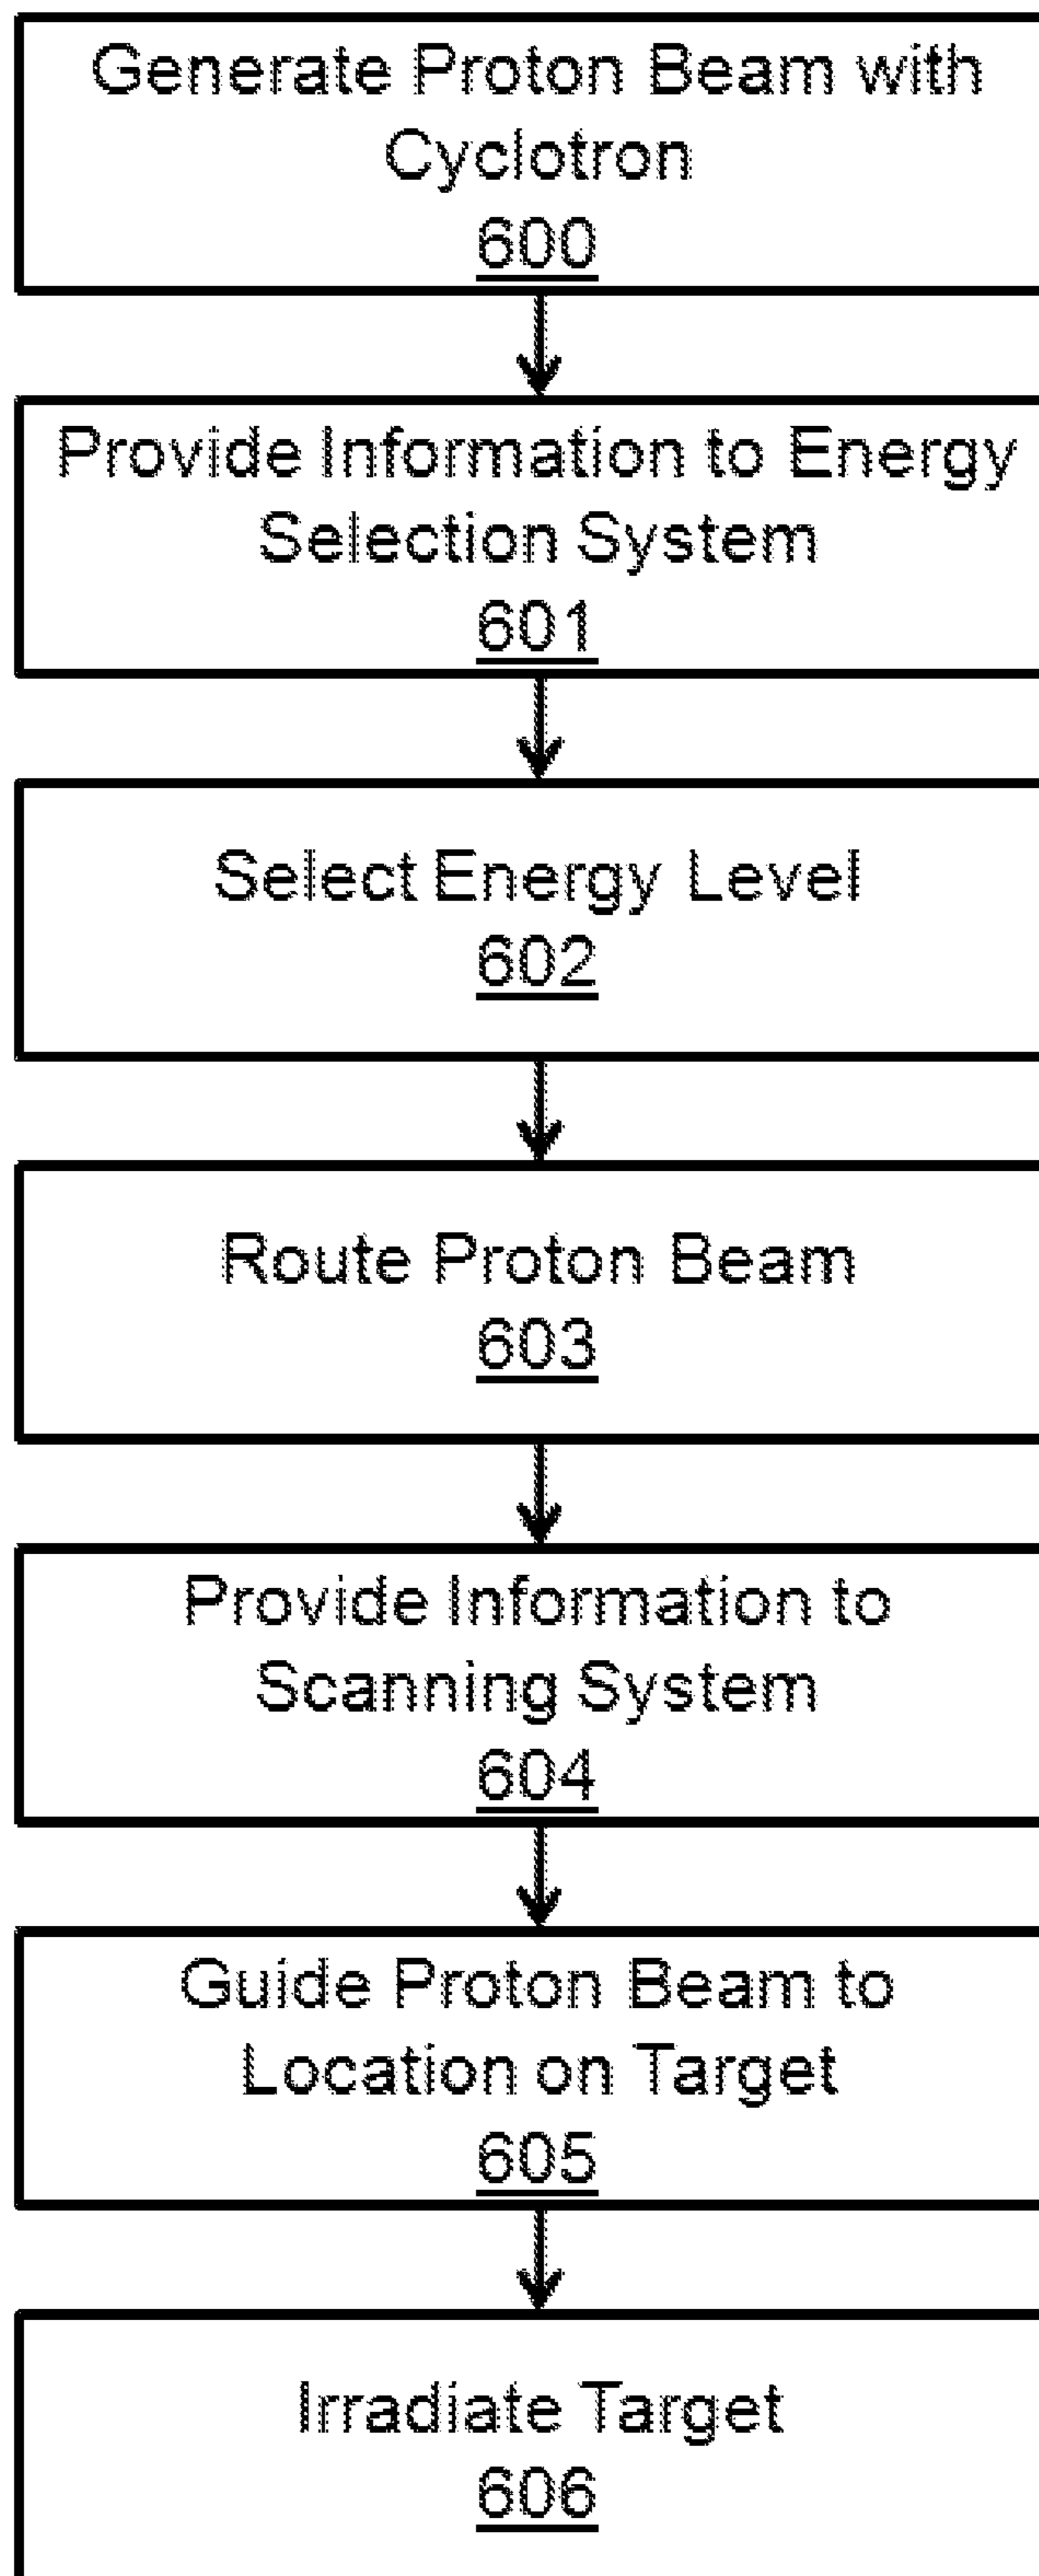 Generate Proton Beam with
Cyclotron
600
Provide Information to Energy
Selection System
601
Select Energy Level
602
Route Proton Beam
603
Provide Information to
Scanning System
604
Guide Proton Beam to
Location on Target
605
Irradiate Target
606